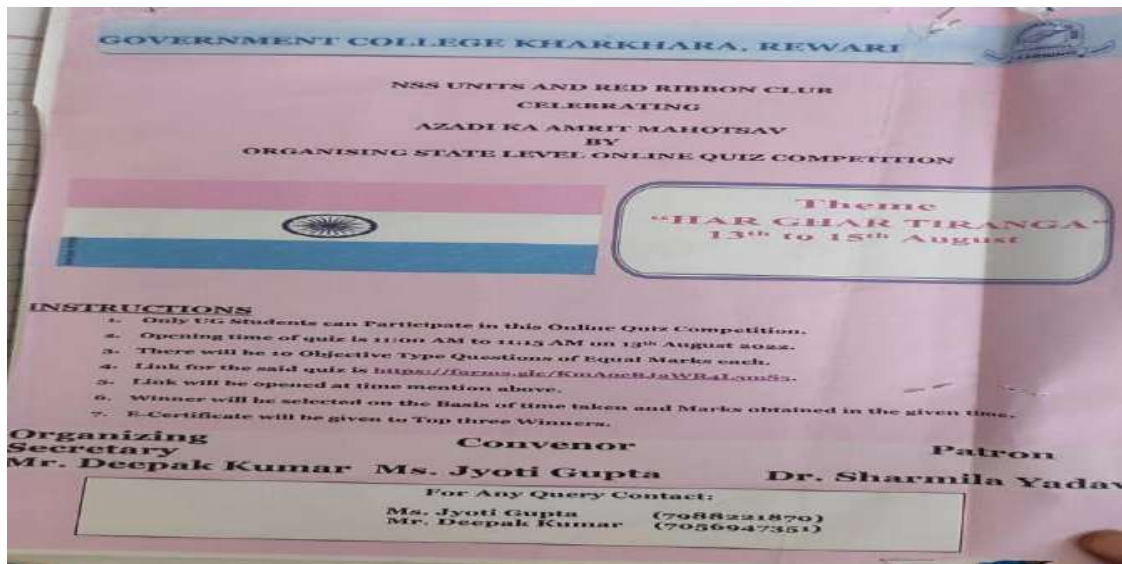 GOVERNMENT COLLEGE KHARKHARA, REWARI
LEARNING
NSS UNITS AND RED RIBBON CLUB
CELEBRATING
AZADI KA AMRIT MAHOTSAV
BY
ORGANISING STATE LEVEL ONLINE QUIZ COMPETITION
Theme
"HAR GHAR TIRANGA"
13th to 15th August
INSTRUCTIONS
1. Only UG Students can Participate in this Online Quiz Competition.
2. Opening time of quiz is 11:00 AM to 11:15 AM on 13th August 2022.
3. There will be 10 Objective Type Questions of Equal Marks each.
4. Link for the said quiz is
5. Link will be opened at time mention above.
6. Winner will be selected on the Basis of time taken and Marks obtained in the given time.
7. E-Certificate will be given to Top three Winners.
Organizing Secretary
Mr. Deepak Kumar
Convenor
Ms. Jyoti Gupta
Patron
Dr. Sharmila Yadav
For Any Query Contact:
Ms. Jyoti Gupta (7988221870)
Mr. Deepak Kumar (7056947351)